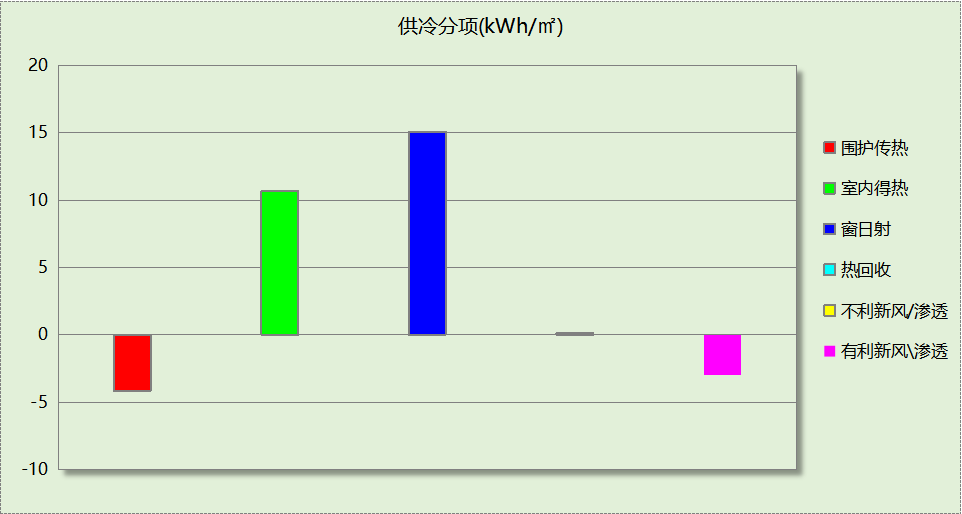 供冷分项(kWh/㎡)
20
15
10
5
0
-5
-10
围护传热
室内得热
窗日射
热回收
不利新风/渗透
有利新风\渗透